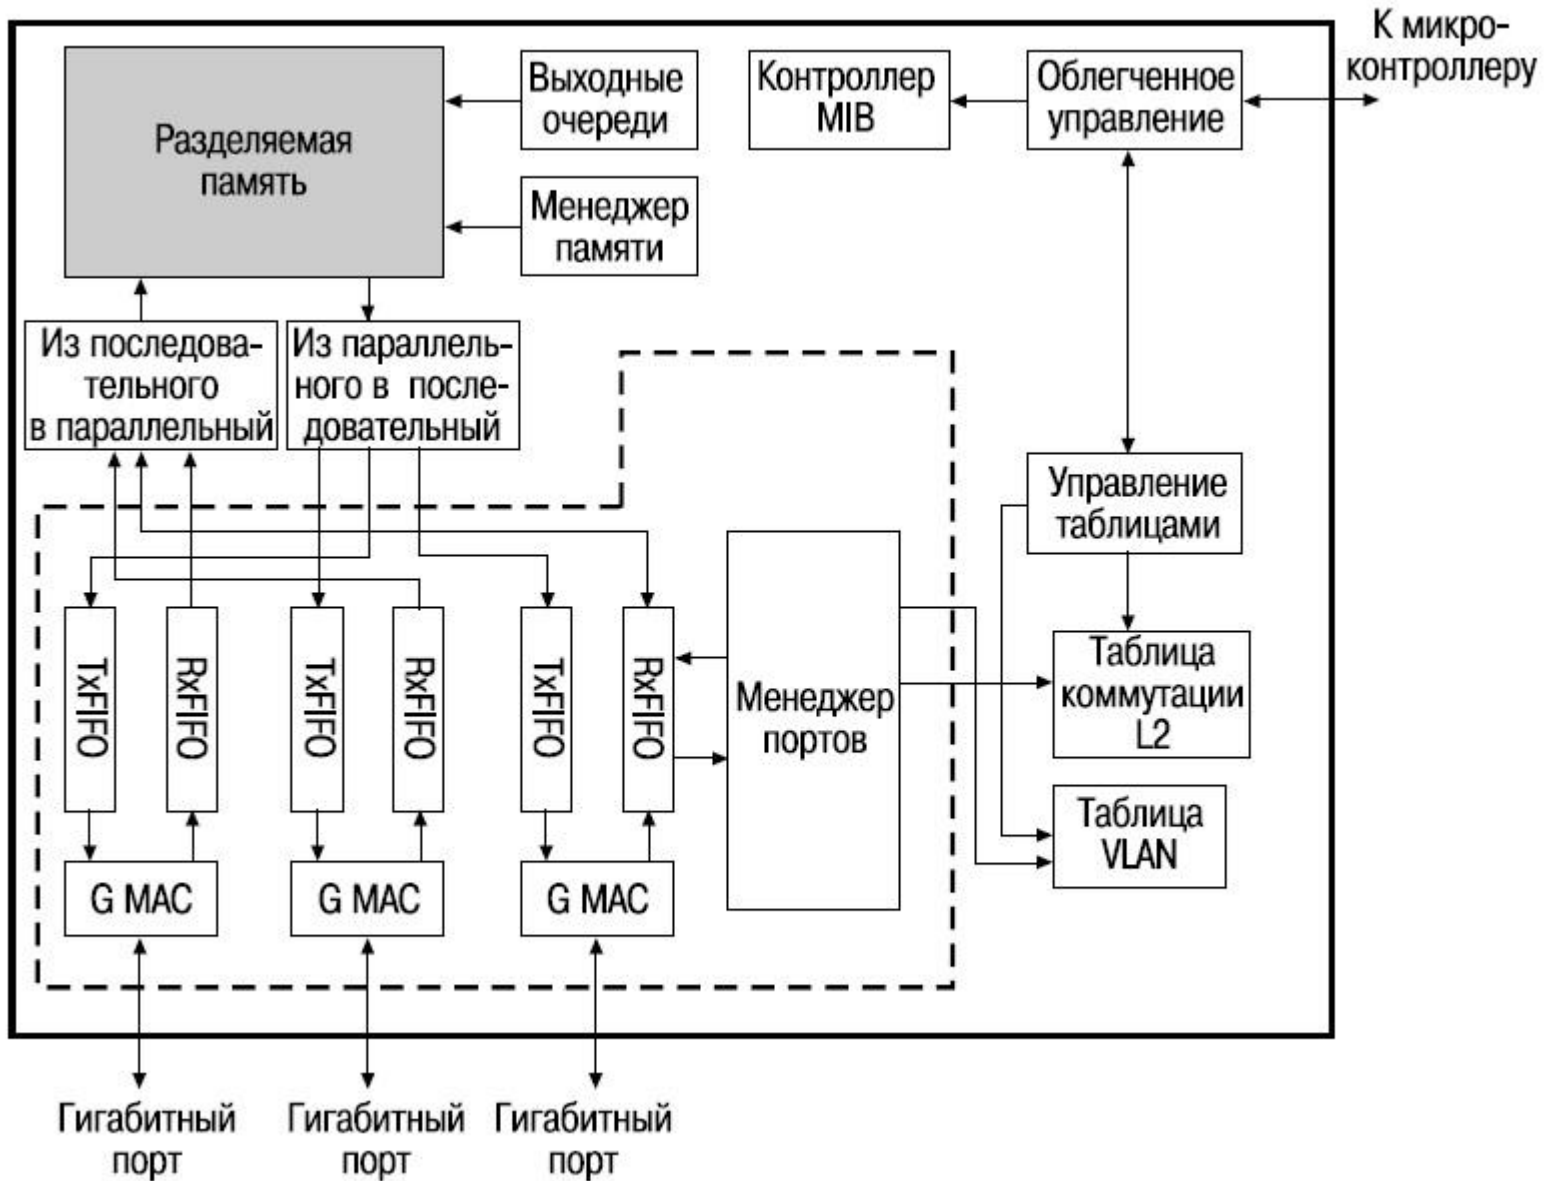 К микро-
контроллеру
Разделяемая
память
Выходные
очереди
Контроллер
MIB
Облегченное
управление
Менеджер
памяти
Из последова-
тельного
в параллельный
Из параллель-
ного в после-
довательный
Управление
таблицами
TxFIFO
RxFIFO
TxFIFO
RxFIFO
TxFIFO
RxFIFO
Менеджер
портов
Таблица
коммутации
L2
Таблица
VLAN
G MAC
G MAC
G MAC
Гигабитный
порт
Гигабитный
порт
Гигабитный
порт